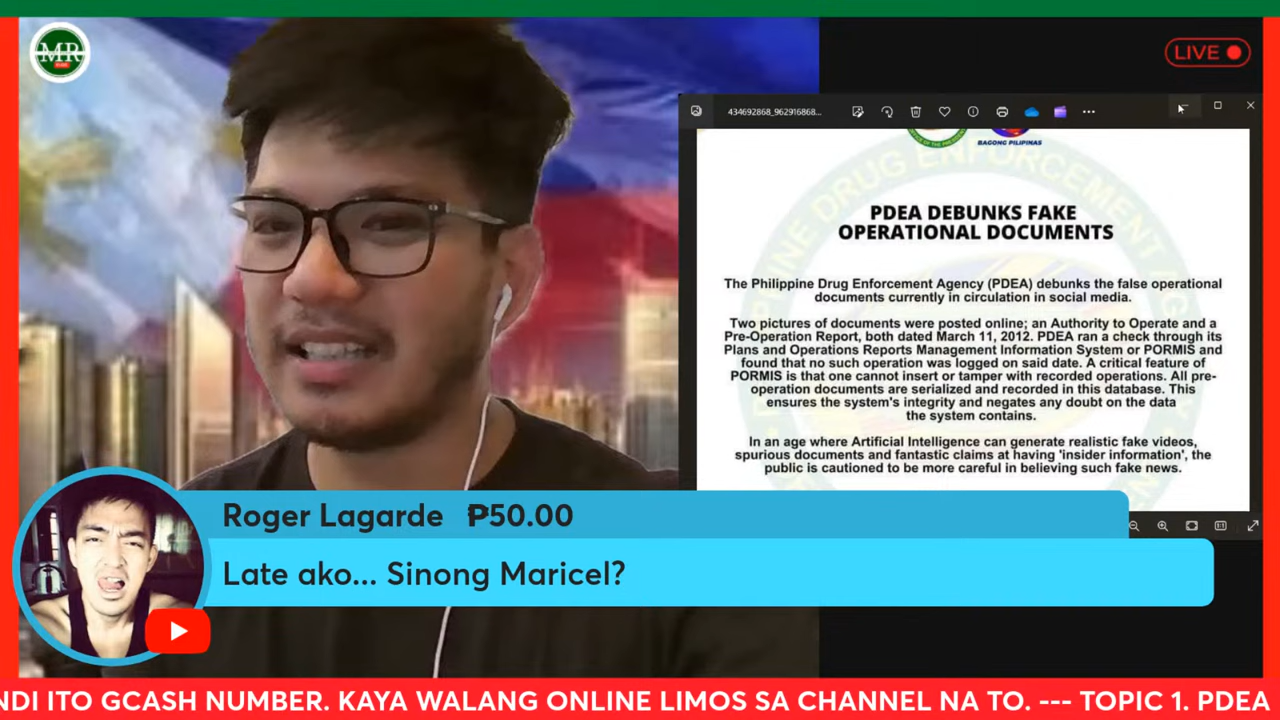 MR
LIVE
434692868_962916868...
BAGONG PILIPINAS
PDEA DEBUNKS FAKE
OPERATIONAL DOCUMENTS
The Philippine Drug Enforcement Agency (PDEA) debunks the false operational
documents currently in circulation in social media.
Two pictures of documents were posted online; an Authority to Operate and a
Pre-Operation Report, both dated March 11, 2012. PDEA ran a check through its
Plans and Operations Reports Management Information System or PORMIS and
found that no such operation was logged on said date. A critical feature of
PORMIS is that one cannot insert or tamper with recorded operations. All pre-
operation documents are serialized and recorded in this database. This
ensures the system's integrity and negates any doubt on the data
the system contains.
In an age where Artificial Intelligence can generate realistic fake videos,
spurious documents and fantastic claims at having 'insider information', the
public is cautioned to be more careful in believing such fake news.
Roger Lagarde ₱50.00
Late ako... Sinong Maricel?
NDI ITO GCASH NUMBER. KAYA WALANG ONLINE LIMOS SA CHANNEL NA TO. --- TOPIC 1. PDEA